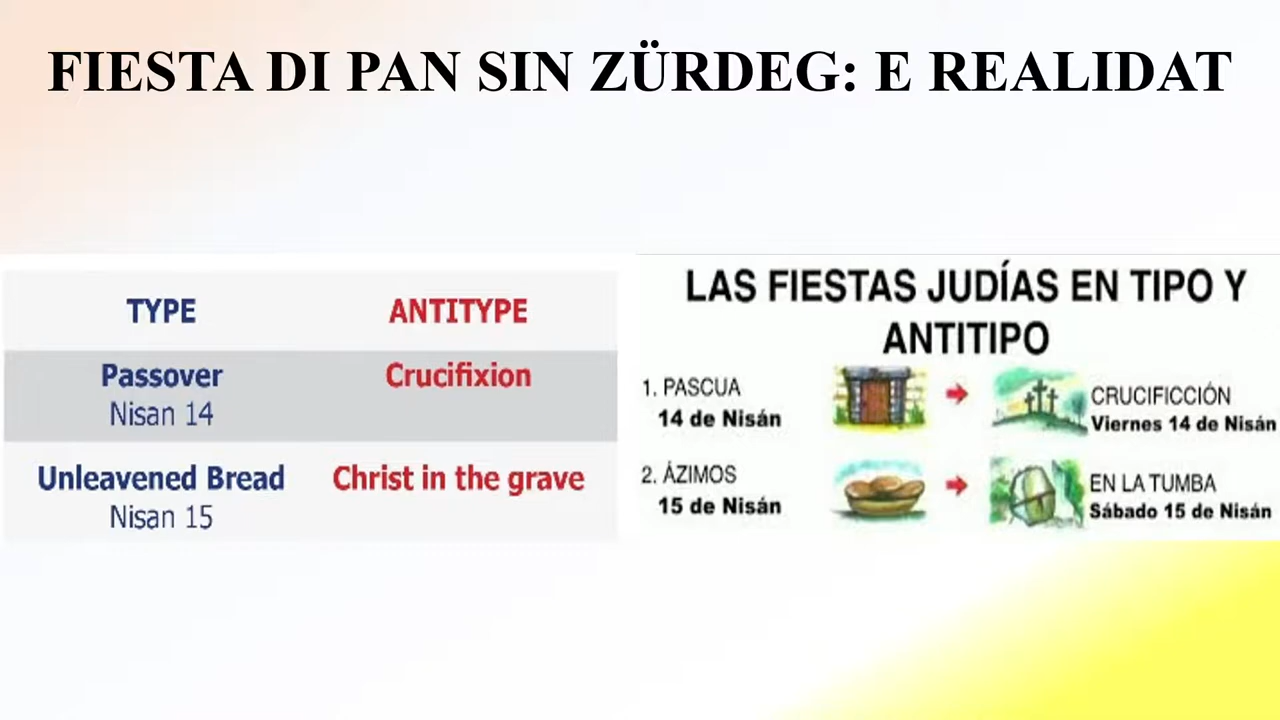 FIESTA DI PAN SIN ZÜRDEG: E REALIDAT
TYPE ANTITYPE
Passover Crucifixion
Nisan 14
Unleavened Bread Christ in the grave
Nisan 15
LAS FIESTAS JUDÍAS EN TIPO Y
ANTITIPO
1. PASCUA
14 de Nisán
CRUCIFICCIÓN
Viernes 14 de Nisán
2. ÁZIMOS
15 de Nisán
EN LA TUMBA
Sábado 15 de Nisán